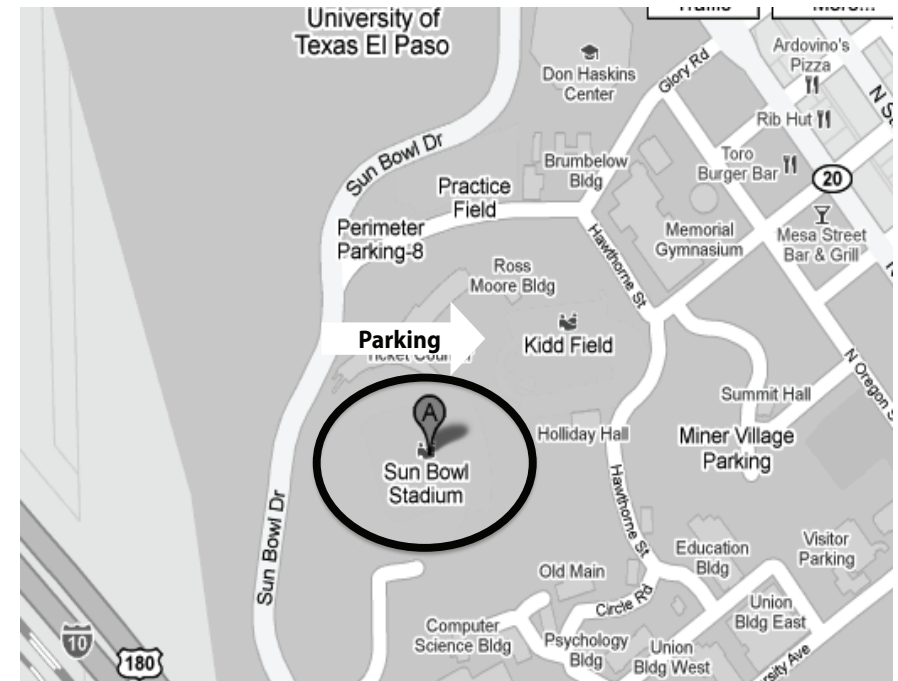 University of
Texas El Paso
Don Haskins
Center
Glory Rd
Ardovino's
Pizza
Rib Hut
Toro
Burger Bar
20
Mesa Street
Bar & Grill
Sun Bowl Dr
Practice
Field
Brumbelow
Bldg
Perimeter
Parking-8
Memorial
Gymnasium
Hawthorne St
Ross
Moore Bldg
Parking
Kidd Field
N Oregon
Summit Hall
A
Sun Bowl
Stadium
Holliday Hall
Miner Village
Parking
Sun Bowl Dr
Hawthorne St
Education
Bldg
Visitor
Parking
Old Main
Circle Rd
Union
Bldg East
Computer
Science Bldg
Psychology
Bldg
Union
Bldg West
10
180